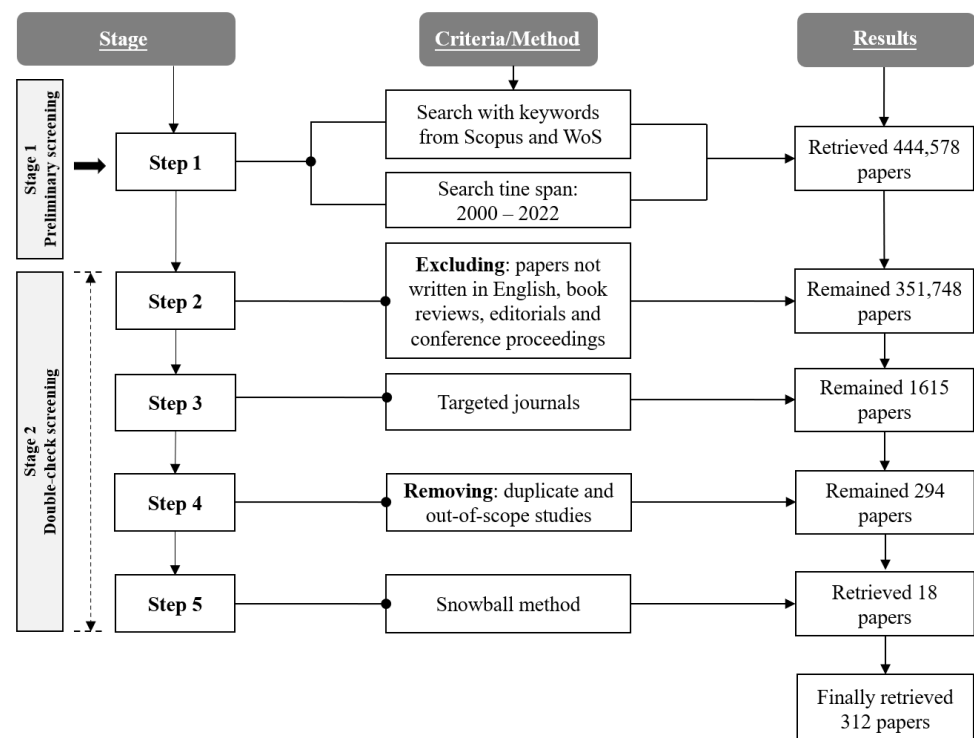 Stage
Criteria/Method
Results
Stage 1
Preliminary screening
Step 1
Search with keywords
from Scopus and WoS
Search tine span:
2000 – 2022
Retrieved 444,578
papers
Stage 2
Double-check screening
Step 2
Excluding: papers not
written in English, book
reviews, editorials and
conference proceedings
Remained 351,748
papers
Step 3
Targeted journals
Remained 1615
papers
Step 4
Removing: duplicate and
out-of-scope studies
Remained 294
papers
Step 5
Snowball method
Retrieved 18
papers
Finally retrieved
312 papers